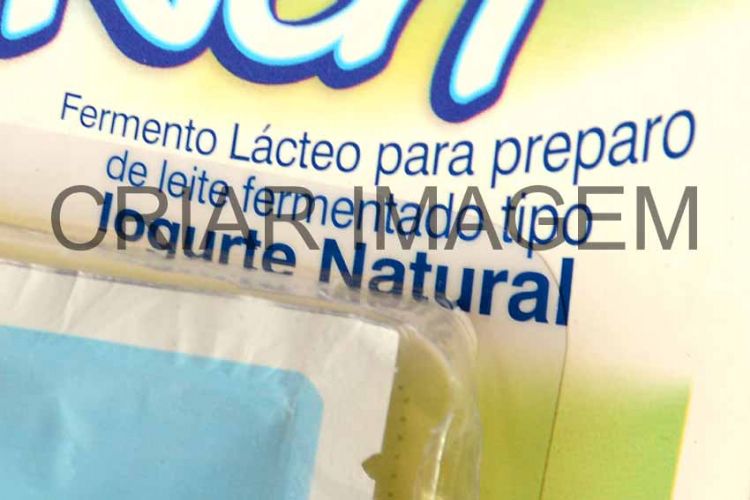 Fermento Lácteo para preparo
de leite fermentado tipo
Iogurte Natural
CRIAR IMAGEM